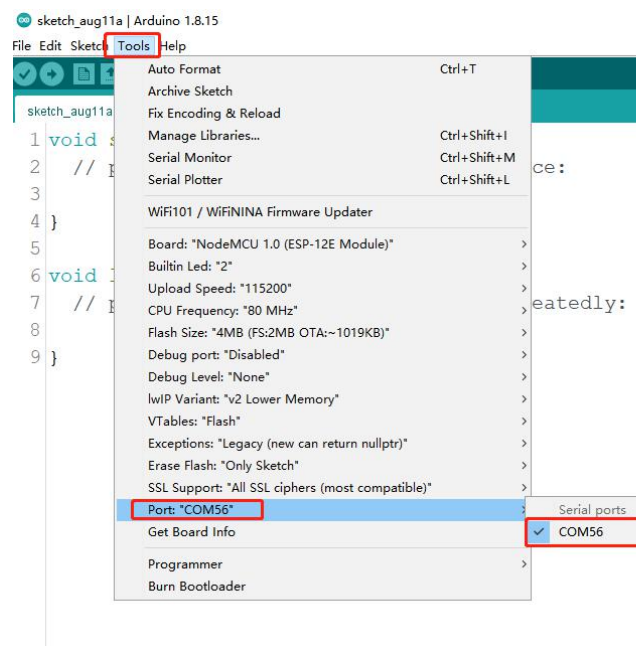 sketch_aug11a | Arduino 1.8.15
File Edit Sketch Tools Help
sketch_aug11a
Auto Format Ctrl+T
Archive Sketch
Fix Encoding & Reload
Manage Libraries... Ctrl+Shift+I
Serial Monitor Ctrl+Shift+M
Serial Plotter Ctrl+Shift+L
WiFi101 / WiFiNINA Firmware Updater
Board: "NodeMCU 1.0 (ESP-12E Module)"
Builtin Led: "2"
Upload Speed: "115200"
CPU Frequency: "80 MHz"
Flash Size: "4MB (FS:2MB OTA:~1019KB)"
Debug port: "Disabled"
Debug Level: "None"
lwIP Variant: "v2 Lower Memory"
VTables: "Flash"
Exceptions: "Legacy (new can return nullptr)"
Erase Flash: "Only Sketch"
SSL Support: "All SSL ciphers (most compatible)"
Port: "COM56"
Get Board Info
Programmer
Burn Bootloader
Serial ports
COM56
1 void
2 // ce:
3
4 }
5
6 void
7 // eatedly:
8
9 }